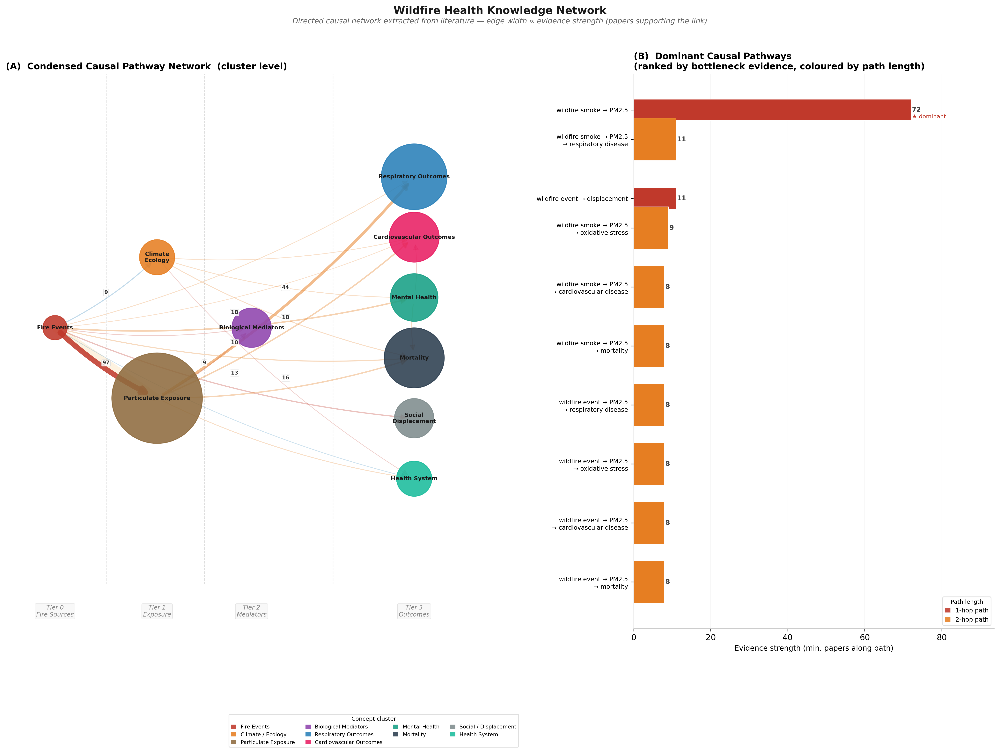 Wildfire Health Knowledge Network
Directed causal network extracted from literature — edge width ∝ evidence strength (papers supporting the link)
(A)  Condensed Causal Pathway Network  (cluster level)
Respiratory Outcomes
Cardiovascular Outcomes
Climate
Ecology
44
9
Mental Health
18
18
Fire Events
Biological Mediators
10
Mortality
97
9
13
16
Particulate Exposure
Social
Displacement
Health System
Tier 0
Fire Sources
Tier 1
Exposure
Tier 2
Mediators
Tier 3
Outcomes
Concept cluster
Fire Events
Climate / Ecology
Particulate Exposure
Biological Mediators
Respiratory Outcomes
Cardiovascular Outcomes
Mental Health
Mortality
Social / Displacement
Health System
(B)  Dominant Causal Pathways
(ranked by bottleneck evidence, coloured by path length)
wildfire smoke → PM2.5
72
★ dominant
wildfire smoke → PM2.5
→ respiratory disease
11
wildfire event → displacement
11
wildfire smoke → PM2.5
→ oxidative stress
9
wildfire smoke → PM2.5
→ cardiovascular disease
8
wildfire smoke → PM2.5
→ mortality
8
wildfire event → PM2.5
→ respiratory disease
8
wildfire event → PM2.5
→ oxidative stress
8
wildfire event → PM2.5
→ cardiovascular disease
8
wildfire event → PM2.5
→ mortality
8
Path length
1-hop path
2-hop path
0 20 40 60 80
Evidence strength (min. papers along path)